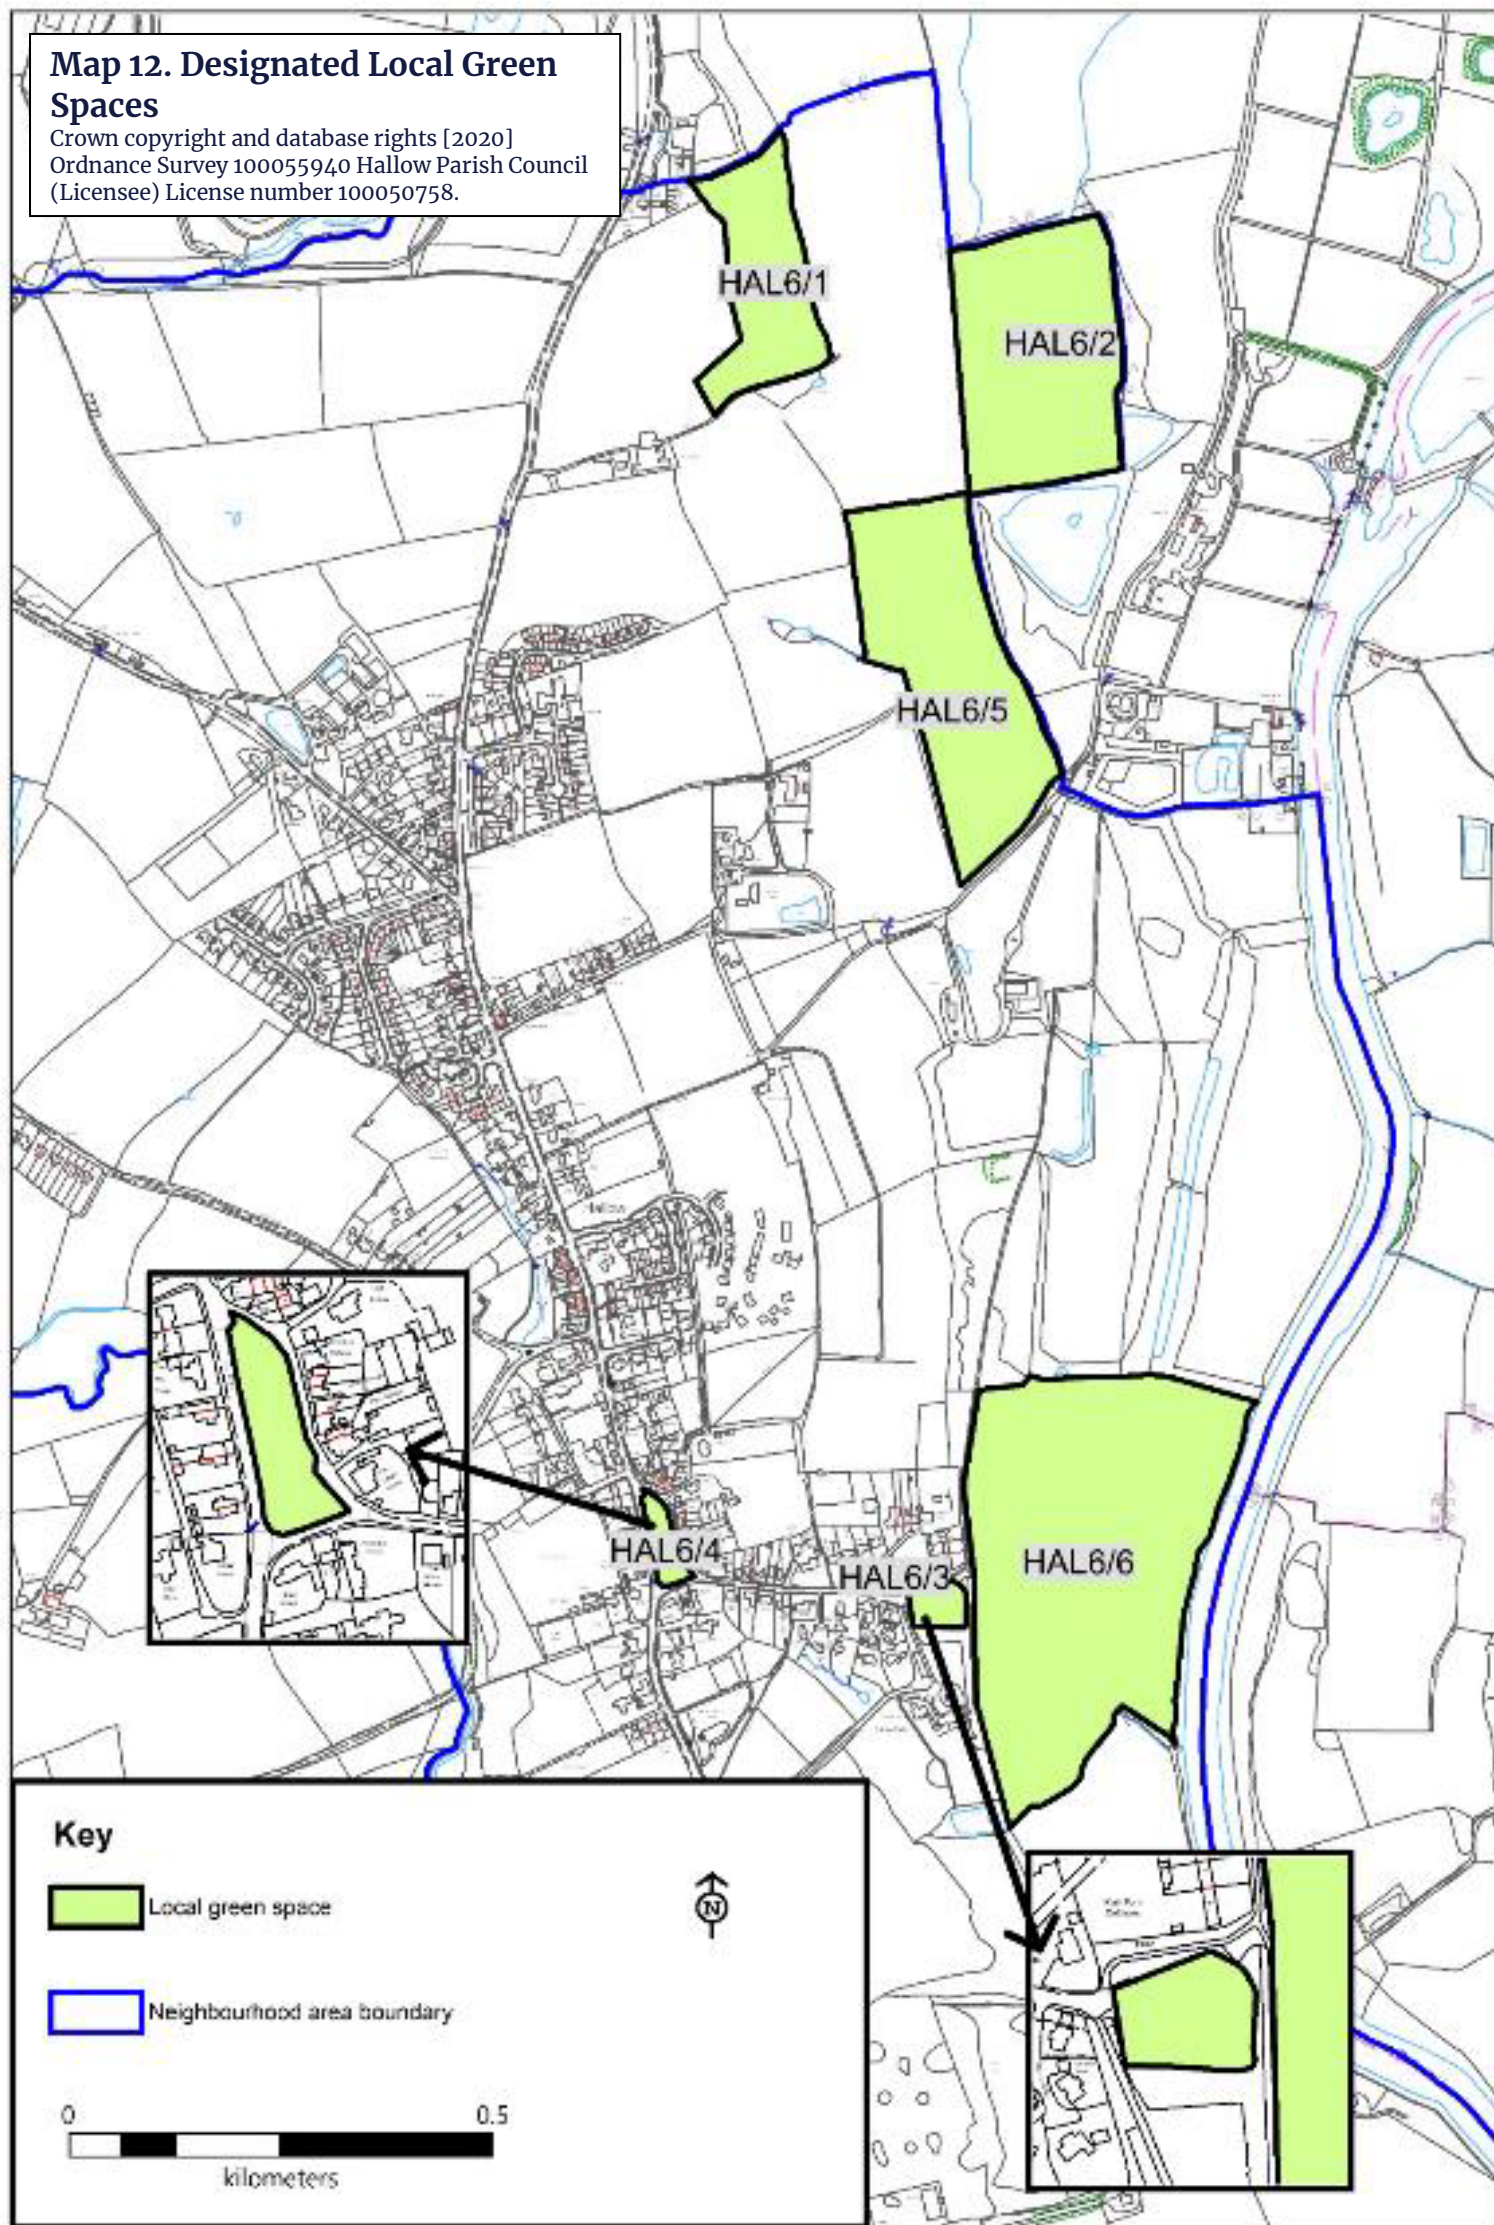 Map 12. Designated Local Green
Spaces
Crown copyright and database rights [2020]
Ordnance Survey 100055940 Hallow Parish Council
(Licensee) License number 100050758.
HAL6/1
HAL6/2
HAL6/5
Hallow
HAL6/4
HAL6/3
HAL6/6
Key
Local green space
N
Neighbourhood area boundary
0 0.5
kilometers